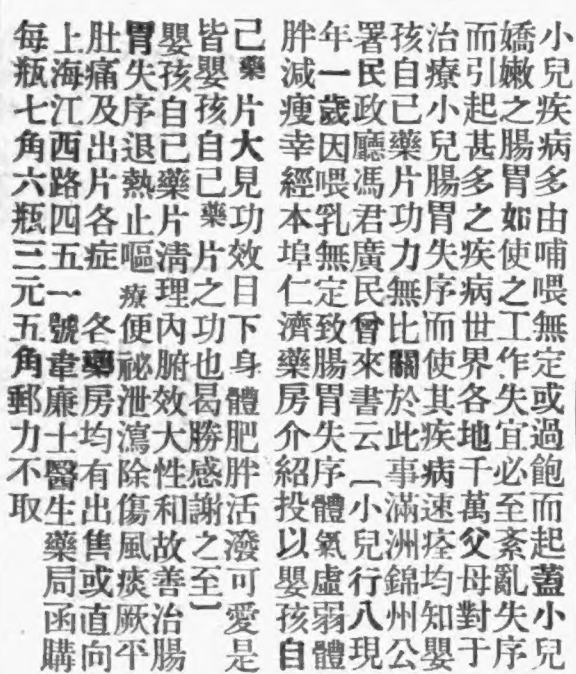 小兒疾病多由哺喂無定或過飽而起蓋小兒
嬌嫩之腸胃如使之工作失宜必至紊亂失序
而引起甚多之疾病世界各地千萬父母對于
治療小兒腸胃失序而使其疾病速痊均知嬰
孩自己藥片功力無比關於此事滿洲錦州公
署民政廳馮君廣民曾來書云〔小兒行八現
年一歲因喂乳無定致腸胃失序體氣虛弱體
胖減瘦幸經本埠仁濟藥房介紹投以嬰孩自
己藥片大見功效目下身體肥胖活潑可愛是
皆嬰孩自己藥片之功也曷勝感謝之至〕
嬰孩自已藥片清理內腑效大性和故善治腸
胃失序退熱止嘔療便祕泄瀉除傷風痰厥平
肚痛及出片各症 各藥房均有出售或直向
上海江西路四五一號韋廉士醫生藥局函購
每瓶七角六瓶三元五角郵力不取